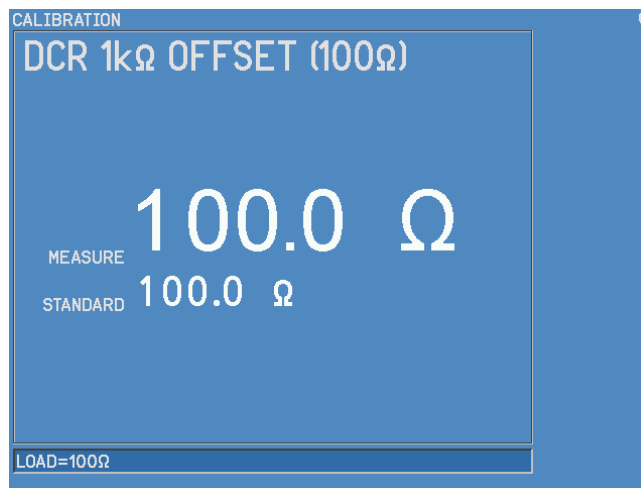 CALIBRATION
DCR 1kΩ OFFSET (100Ω)
MEASURE 100.0 Ω
STANDARD 100.0 Ω
LOAD=100Ω